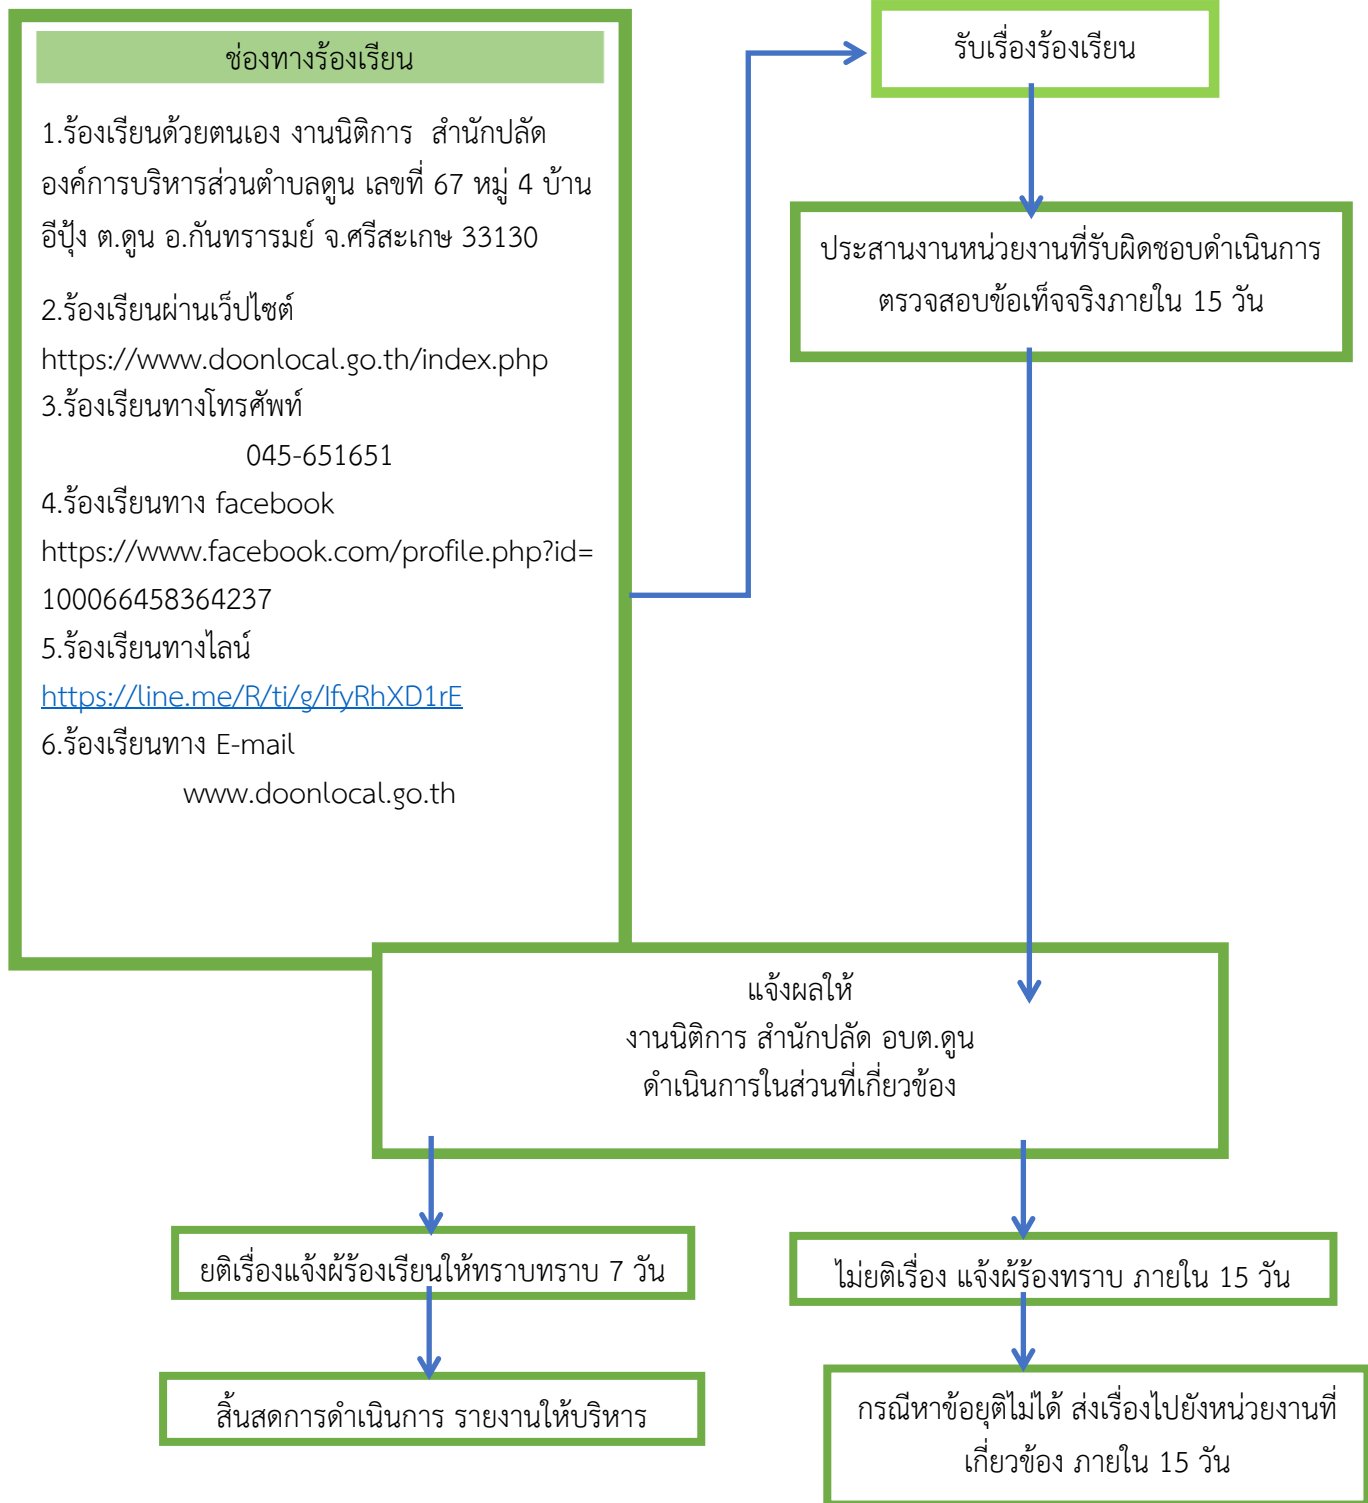 ช่องทางร้องเรียน
1.ร้องเรียนด้วยตนเอง งานนิติการ สำนักปลัด
องค์การบริหารส่วนตำบลดูน เลขที่ 67 หมู่ 4 บ้าน
อีปุ้ง ต.ดูน อ.กันทรารมย์ จ.ศรีสะเกษ 33130
2.ร้องเรียนผ่านเว็ปไซต์
https://www.doonlocal.go.th/index.php
3.ร้องเรียนทางโทรศัพท์
045-651651
4.ร้องเรียนทาง facebook
https://www.facebook.com/profile.php?id=
100066458364237
5.ร้องเรียนทางไลน์
https://line.me/R/ti/g/IfyRhXD1rE
6.ร้องเรียนทาง E-mail
www.doonlocal.go.th
รับเรื่องร้องเรียน
ประสานงานหน่วยงานที่รับผิดชอบดำเนินการ
ตรวจสอบข้อเท็จจริงภายใน 15 วัน
แจ้งผลให้
งานนิติการ สำนักปลัด อบต.ดูน
ดำเนินการในส่วนที่เกี่ยวข้อง
ยติเรื่องแจ้งผ้ร้องเรียนให้ทราบทราบ 7 วัน
ไม่ยติเรื่อง แจ้งผ้ร้องทราบ ภายใน 15 วัน
สิ้นสดการดำเนินการ รายงานให้บริหาร
กรณีหาข้อยุติไม่ได้ ส่งเรื่องไปยังหน่วยงานที่
เกี่ยวข้อง ภายใน 15 วัน